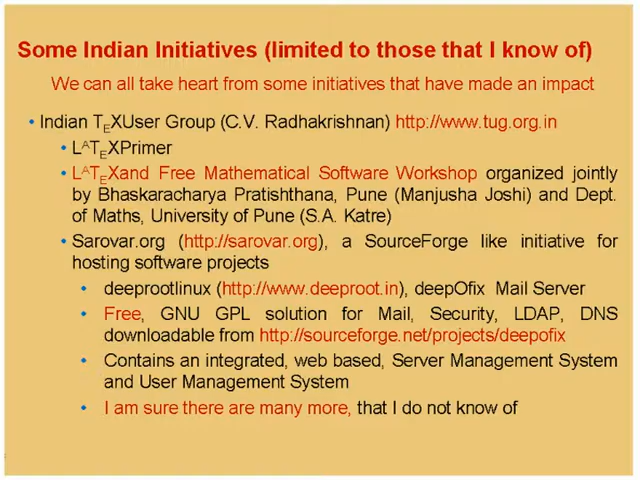 Some Indian Initiatives (limited to those that I know of)
We can all take heart from some initiatives that have made an impact
• Indian TEXUser Group (C.V. Radhakrishnan) http://www.tug.org.in
• LATEXPrimer
• LATEXand Free Mathematical Software Workshop organized jointly
by Bhaskaracharya Pratishthana, Pune (Manjusha Joshi) and Dept.
of Maths, University of Pune (S.A. Katre)
• Sarovar.org (http://sarovar.org), a SourceForge like initiative for
hosting software projects
• deeprootlinux (http://www.deeproot.in), deepOfix Mail Server
• Free, GNU GPL solution for Mail, Security, LDAP, DNS
downloadable from http://sourceforge.net/projects/deepofix
• Contains an integrated, web based, Server Management System
and User Management System
• I am sure there are many more, that I do not know of